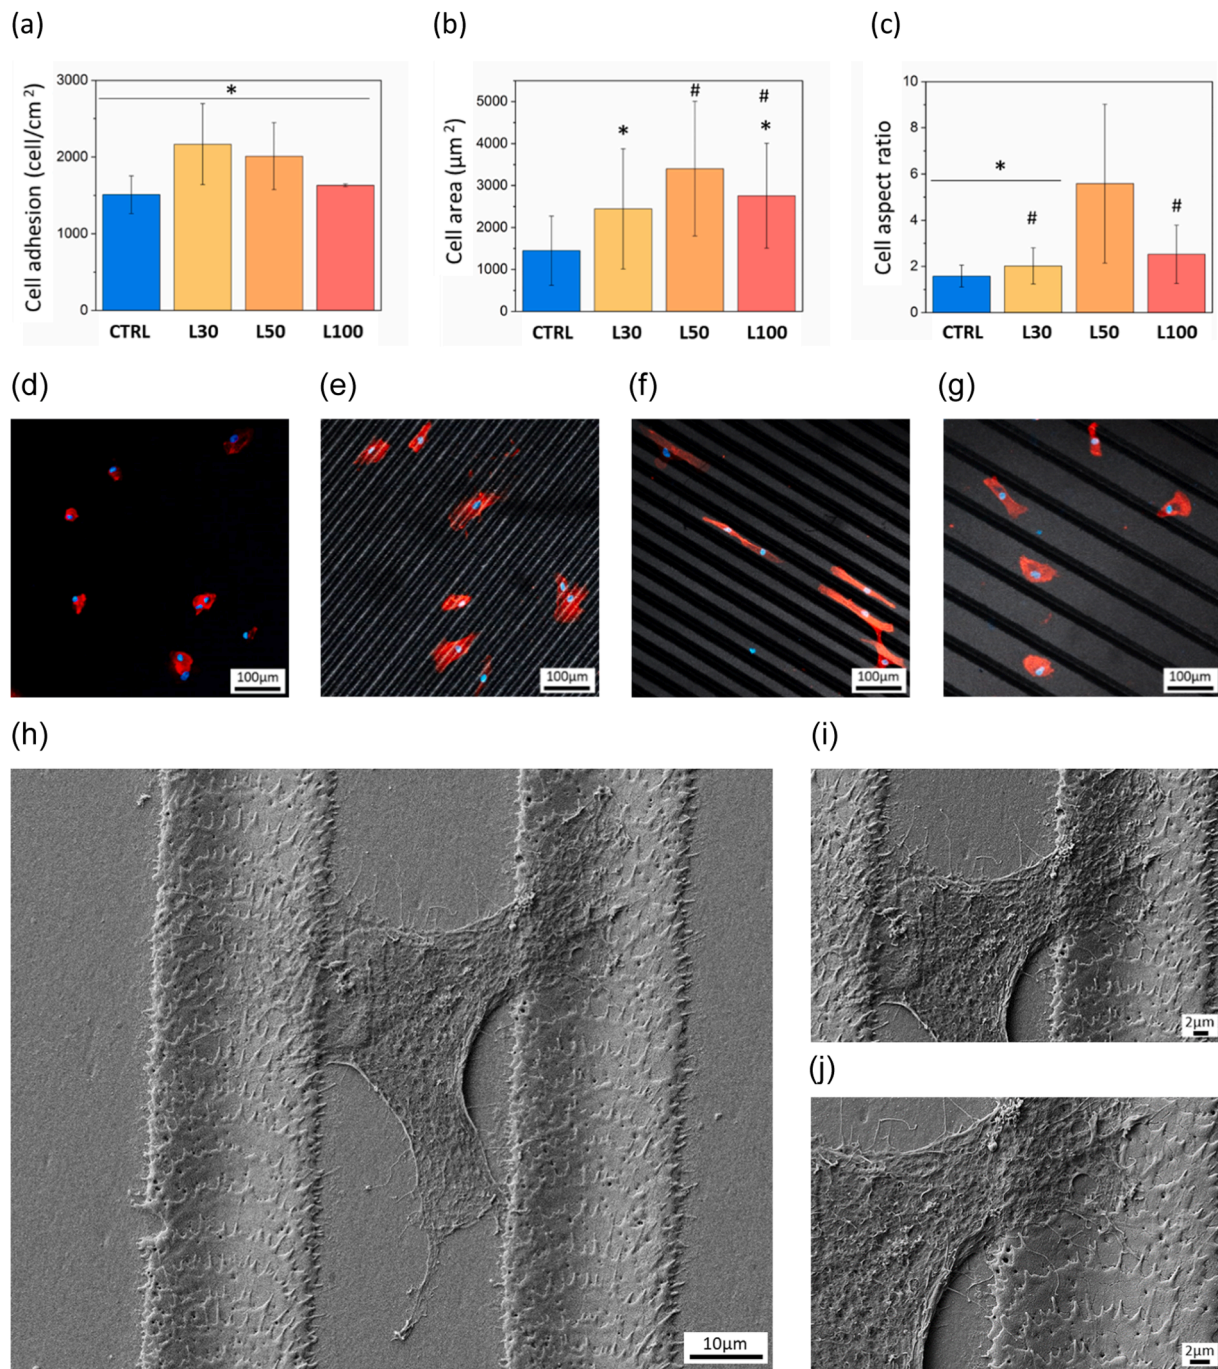 (a)
(b)
(c)
Cell adhesion (cell/cm²)
3000
2000
1000
0
*
CTRL L30 L50 L100
Cell area (µm²)
5000
4000
3000
2000
1000
0
* # # *
CTRL L30 L50 L100
Cell aspect ratio
10
8
6
4
2
0
* # #
CTRL L30 L50 L100
(d)
(e)
(f)
(g)
100µm
100µm
100µm
100µm
(h)
(i)
10µm
2µm
(j)
2µm